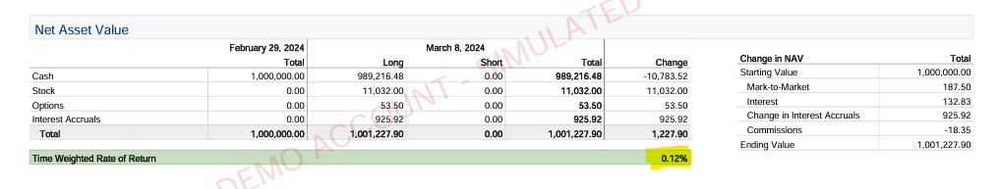 Net Asset Value
February 29, 2024 March 8, 2024
Total Long Short Total Change
Cash 1,000,000.00 989,216.48 0.00 989,216.48 -10,783.52
Stock 0.00 11,032.00 0.00 11,032.00 11,032.00
Options 0.00 53.50 0.00 53.50 53.50
Interest Accruals 0.00 925.92 0.00 925.92 925.92
Total 1,000,000.00 1,001,227.90 0.00 1,001,227.90 1,227.90
Time Weighted Rate of Return 0.12%
Change in NAV Total
Starting Value 1,000,000.00
Mark-to-Market 187.50
Interest 132.83
Change in Interest Accruals 925.92
Commissions -18.35
Ending Value 1,001,227.90
DEMO ACCOUNT - SIMULATED